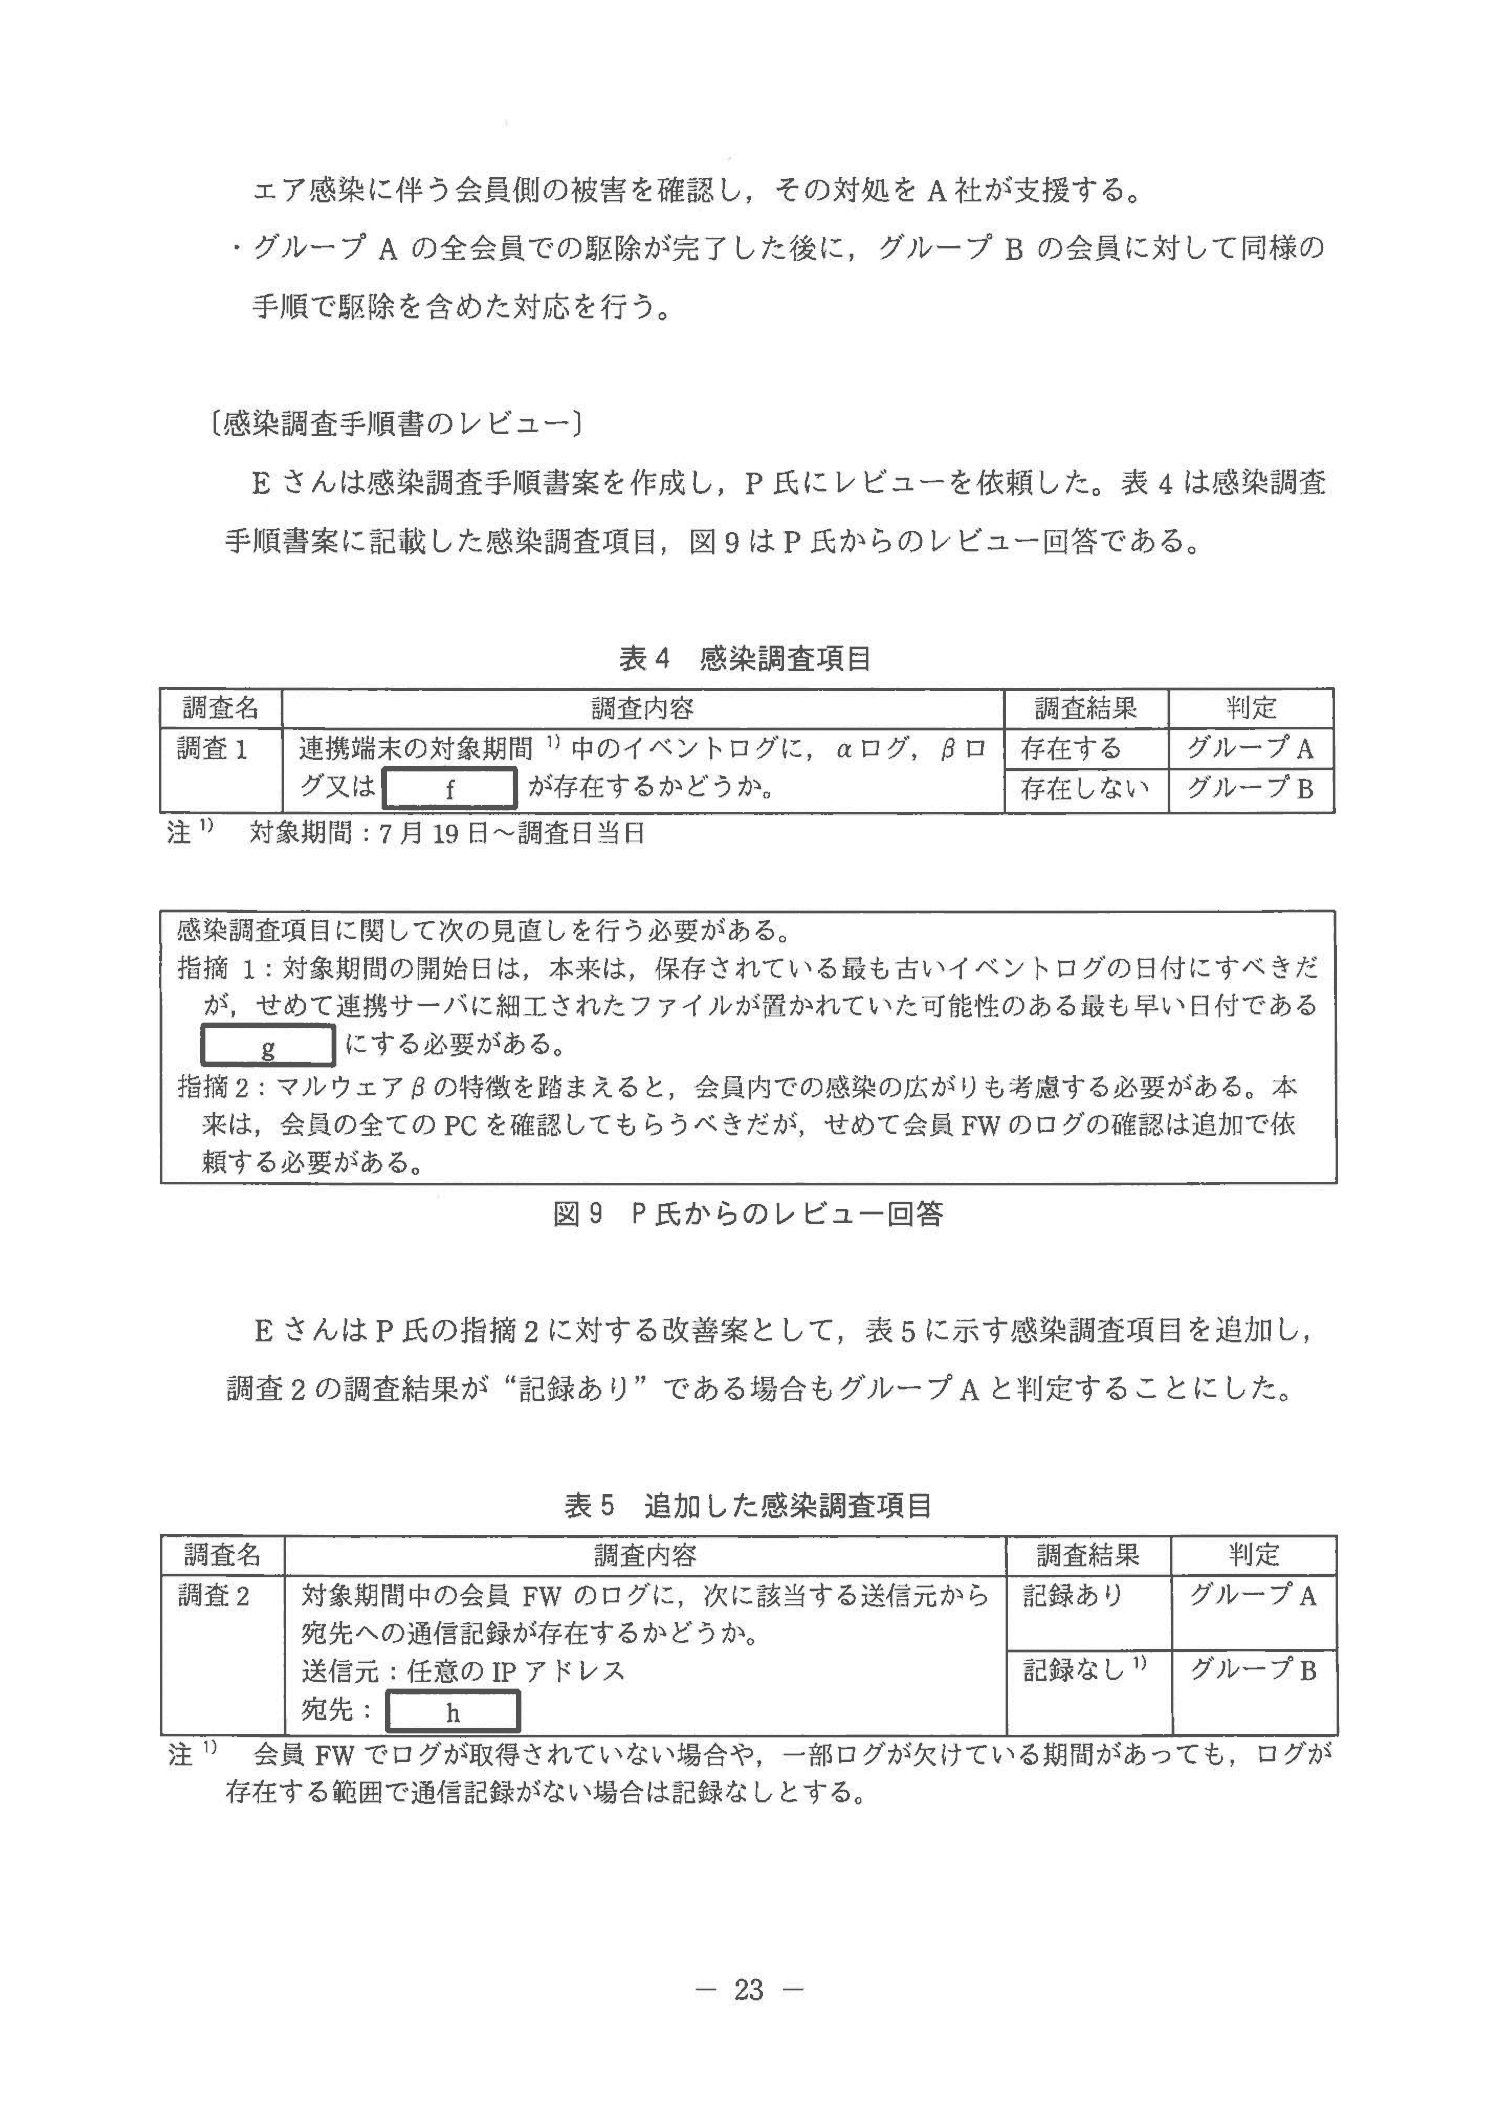 ェア感染に伴う会員側の被害を確認し，その対処を A 社が支援する。
・グループ A の全会員での駆除が完了した後に，グループ B の会員に対して同様の
手順で駆除を含めた対応を行う。
〔感染調査手順書のレビュー〕
E さんは感染調査手順書案を作成し，P 氏にレビューを依頼した。表 4 は感染調査
手順書案に記載した感染調査項目，図 9 は P 氏からのレビュー回答である。
表 4　感染調査項目
調査名　調査内容　調査結果　判定
調査 1　連携端末の対象期間 1) 中のイベントログに，α ログ，β ロ　存在する　グループ A
グ又は f が存在するかどうか。　存在しない　グループ B
注 1)　対象期間：7 月 19 日～調査日当日
感染調査項目に関して次の見直しを行う必要がある。
指摘 1：対象期間の開始日は，本来は，保存されている最も古いイベントログの日付にすべきだ
が，せめて連携サーバに細工されたファイルが置かれていた可能性のある最も早い日付である
g にする必要がある。
指摘 2：マルウェア β の特徴を踏まえると，会員内での感染の広がりも考慮する必要がある。本
来は，会員の全ての PC を確認してもらうべきだが，せめて会員 FW のログの確認は追加で依
頼する必要がある。
図 9　P 氏からのレビュー回答
E さんは P 氏の指摘 2 に対する改善案として，表 5 に示す感染調査項目を追加し，
調査 2 の調査結果が“記録あり”である場合もグループ A と判定することにした。
表 5　追加した感染調査項目
調査名　調査内容　調査結果　判定
調査 2　対象期間中の会員 FW のログに，次に該当する送信元から　記録あり　グループ A
宛先への通信記録が存在するかどうか。
送信元：任意の IP アドレス　記録なし 1)　グループ B
宛先： h
注 1)　会員 FW でログが取得されていない場合や，一部ログが欠けている期間があっても，ログが
存在する範囲で通信記録がない場合は記録なしとする。
－ 23 －